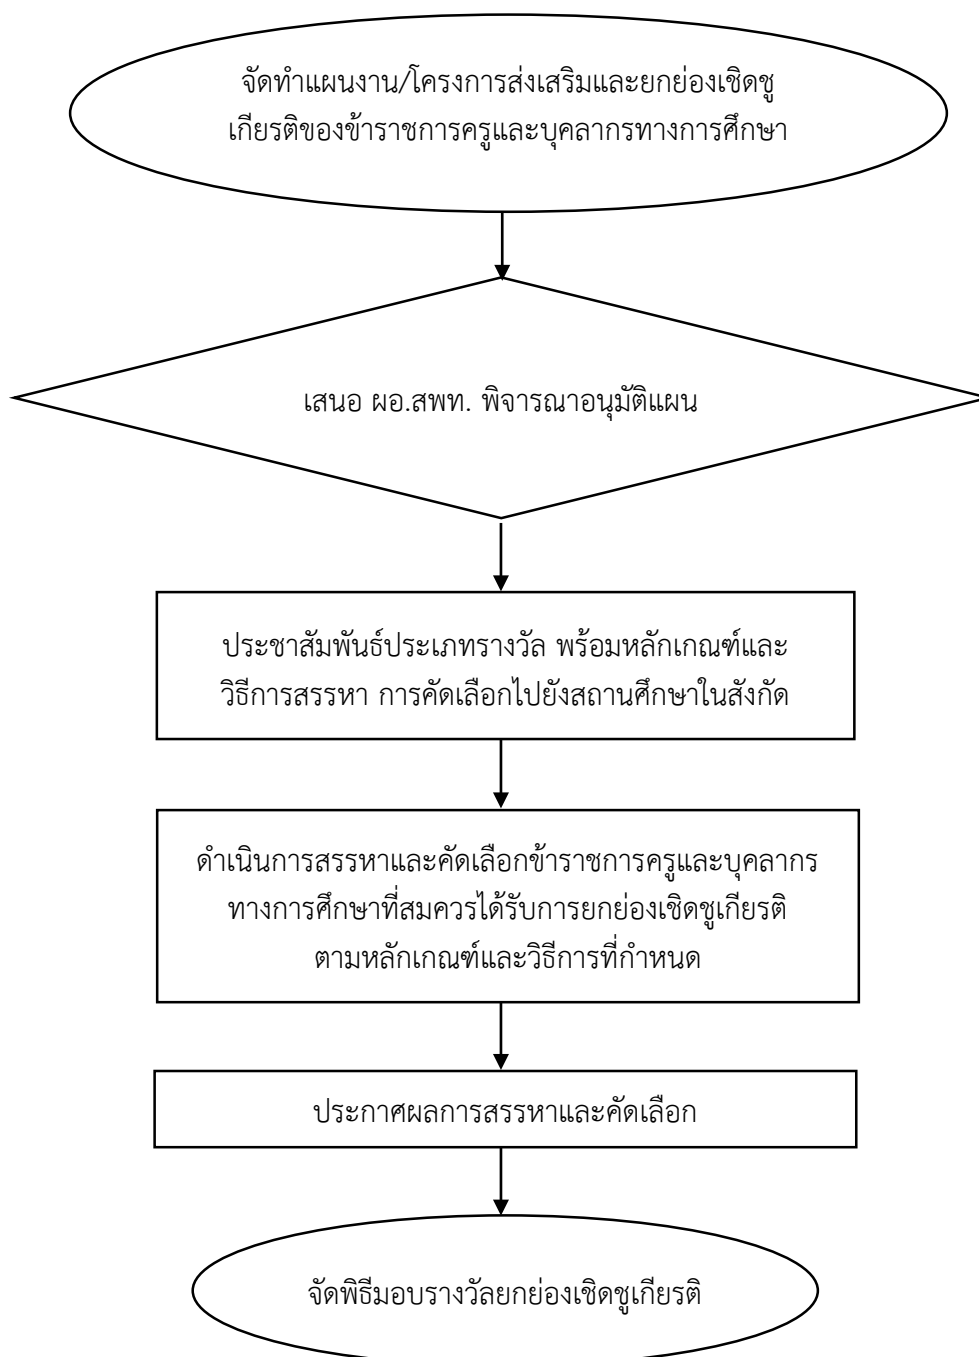 จัดทำแผนงาน/โครงการส่งเสริมและยกย่องเชิดชู
เกียรติของข้าราชการครูและบุคลากรทางการศึกษา
เสนอ ผอ.สพท. พิจารณาอนุมัติแผน
ประชาสัมพันธ์ประเภทรางวัล พร้อมหลักเกณฑ์และ
วิธีการสรรหา การคัดเลือกไปยังสถานศึกษาในสังกัด
ดำเนินการสรรหาและคัดเลือกข้าราชการครูและบุคลากร
ทางการศึกษาที่สมควรได้รับการยกย่องเชิดชูเกียรติ
ตามหลักเกณฑ์และวิธีการที่กำหนด
ประกาศผลการสรรหาและคัดเลือก
จัดพิธีมอบรางวัลยกย่องเชิดชูเกียรติ